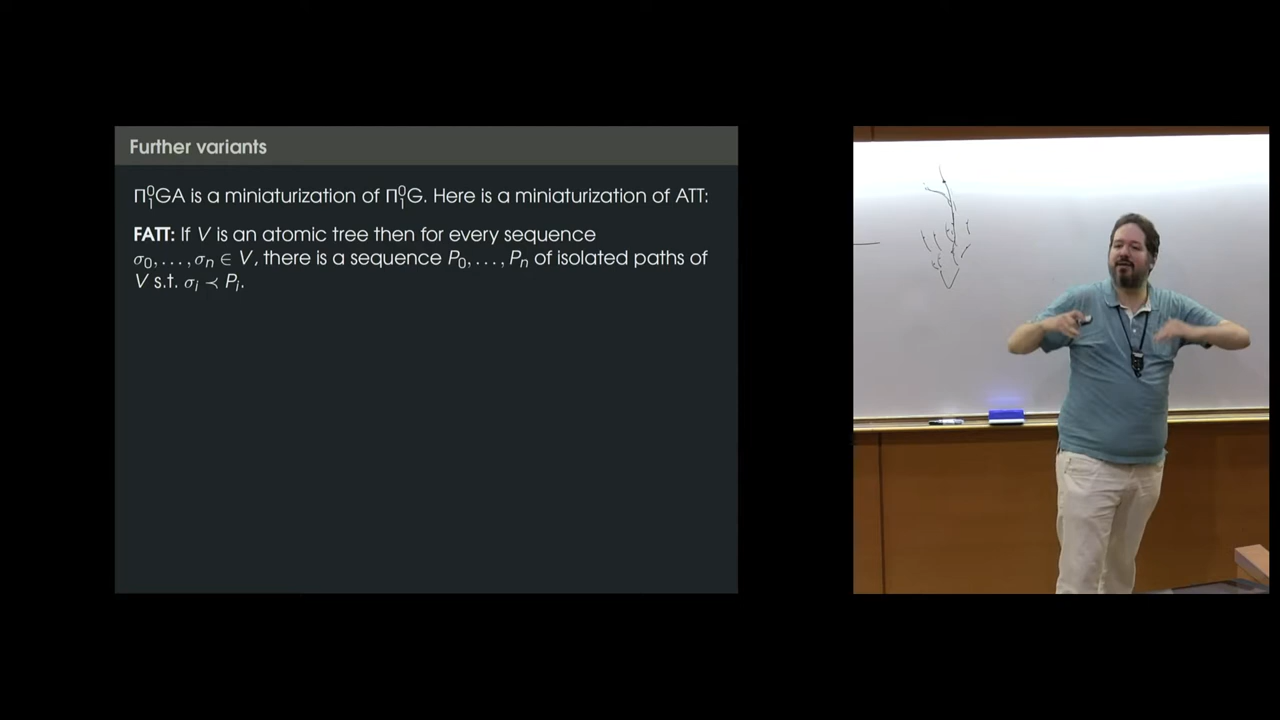 Further variants
Π⁰₁GA is a miniaturization of Π⁰₁G. Here is a miniaturization of ATT:
FATT: If V is an atomic tree then for every sequence
σ₀, . . . , σₙ ∈ V, there is a sequence P₀, . . . , Pₙ of isolated paths of
V s.t. σᵢ ≺ Pᵢ.